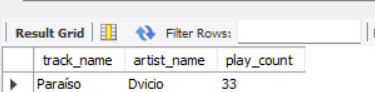 Result Grid Filter Rows:
track_name artist_name play_count
Paraíso Dvicio 33